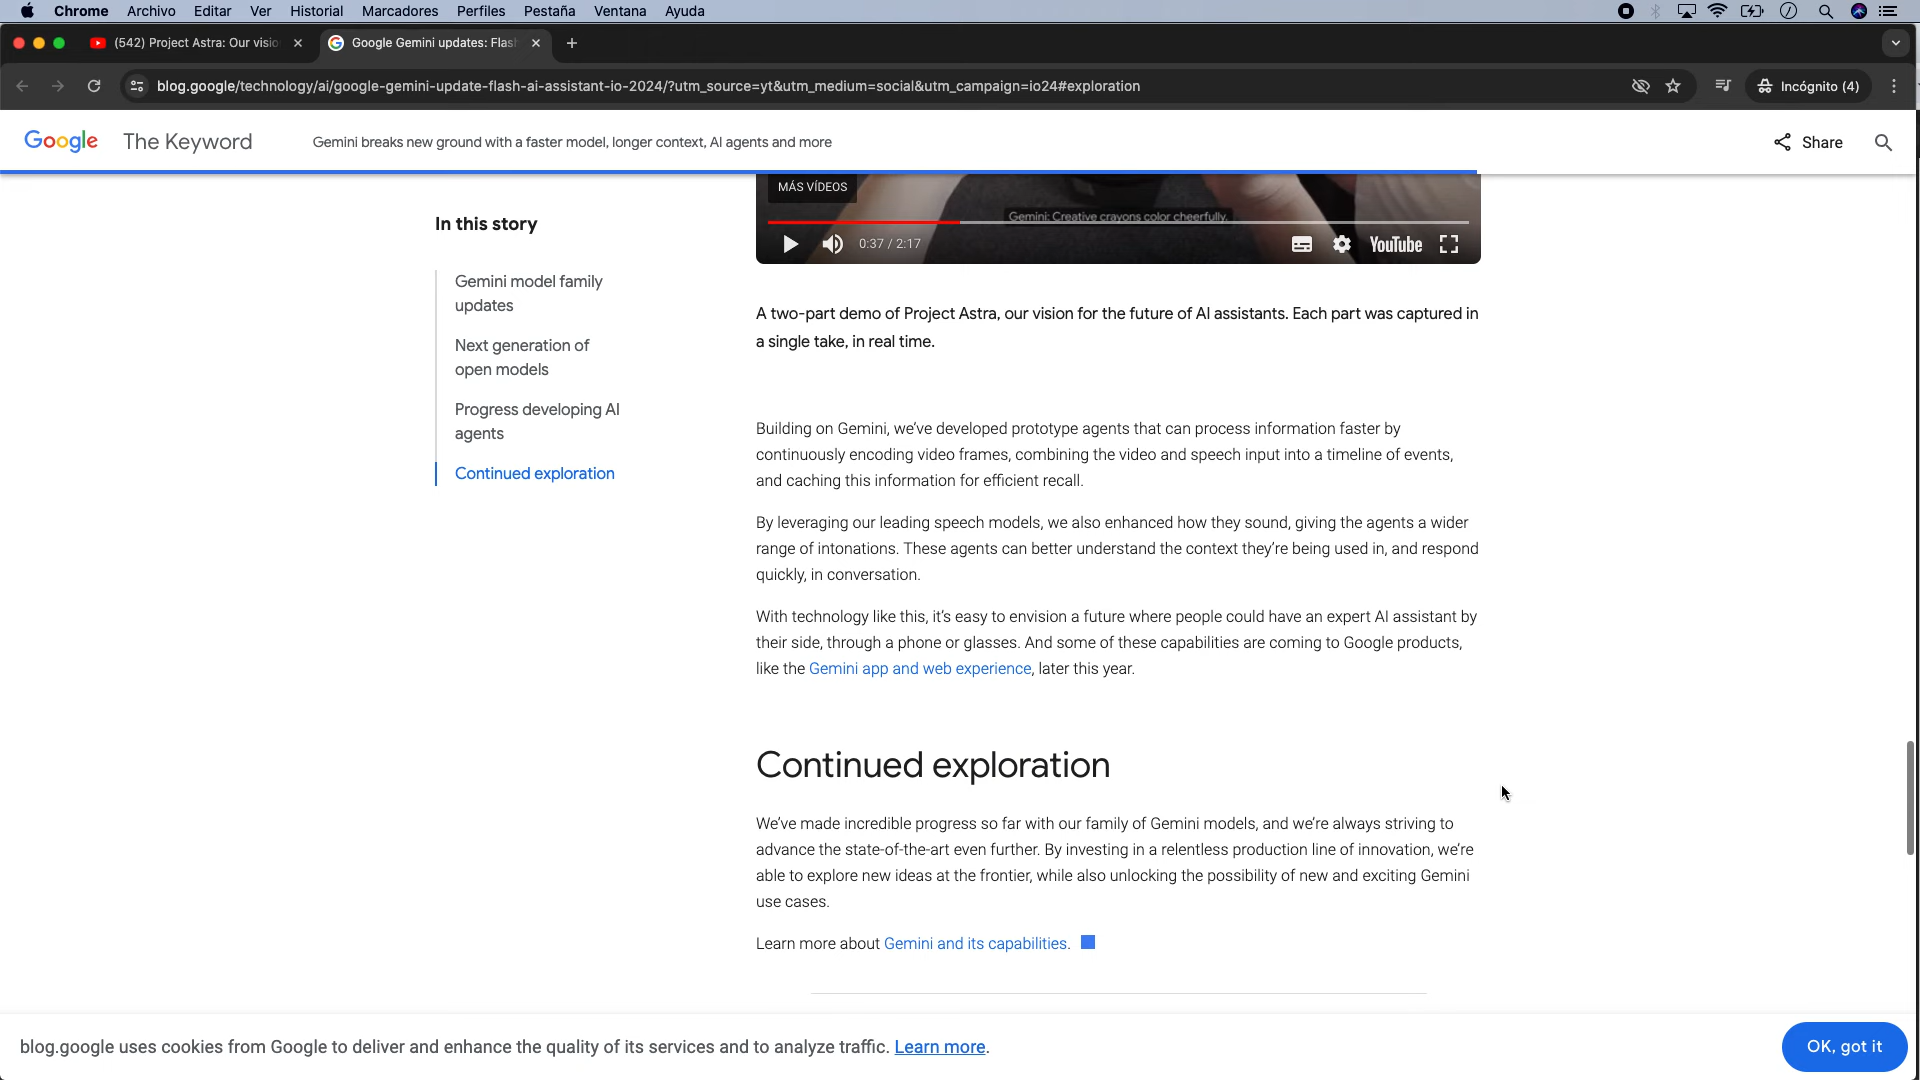 Chrome Archivo Editar Ver Historial Marcadores Perfiles Pestaña Ventana Ayuda
(542) Project Astra: Our visio
Google Gemini updates: Flas
blog.google/technology/ai/google-gemini-update-flash-ai-assistant-io-2024/?utm_source=yt&utm_medium=social&utm_campaign=io24#exploration
Incógnito (4)
Google The Keyword
Gemini breaks new ground with a faster model, longer context, AI agents and more
Share
In this story
Gemini model family
updates
Next generation of
open models
Progress developing AI
agents
Continued exploration
MÁS VÍDEOS
Gemini: Creative crayons color cheerfully.
0:37 / 2:17
YouTube
A two-part demo of Project Astra, our vision for the future of AI assistants. Each part was captured in
a single take, in real time.
Building on Gemini, we've developed prototype agents that can process information faster by
continuously encoding video frames, combining the video and speech input into a timeline of events,
and caching this information for efficient recall.
By leveraging our leading speech models, we also enhanced how they sound, giving the agents a wider
range of intonations. These agents can better understand the context they're being used in, and respond
quickly, in conversation.
With technology like this, it's easy to envision a future where people could have an expert AI assistant by
their side, through a phone or glasses. And some of these capabilities are coming to Google products,
like the Gemini app and web experience, later this year.
Continued exploration
We've made incredible progress so far with our family of Gemini models, and we're always striving to
advance the state-of-the-art even further. By investing in a relentless production line of innovation, we're
able to explore new ideas at the frontier, while also unlocking the possibility of new and exciting Gemini
use cases.
Learn more about Gemini and its capabilities.
blog.google uses cookies from Google to deliver and enhance the quality of its services and to analyze traffic. Learn more.
OK, got it